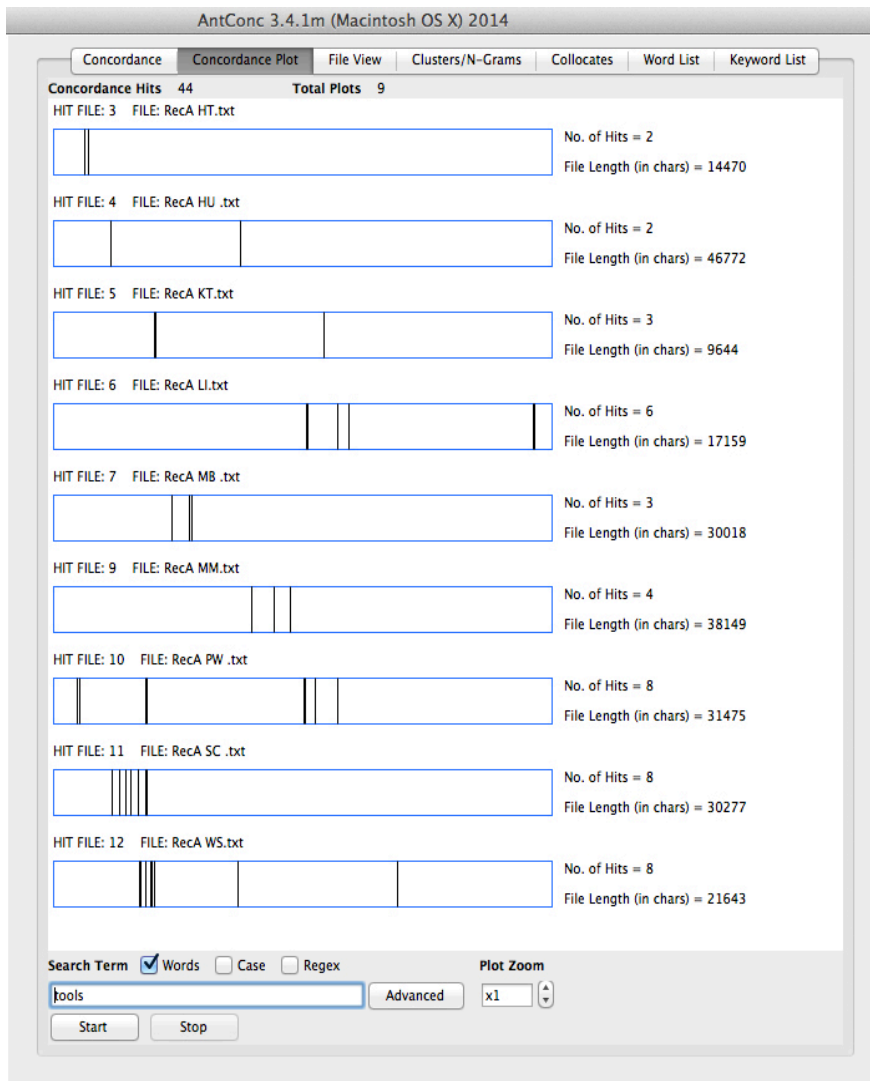 AntConc 3.4.1m (Macintosh OS X) 2014
Concordance Concordance Plot File View Clusters/N-Grams Collocates Word List Keyword List
Concordance Hits 44 Total Plots 9
HIT FILE: 3 FILE: RecA HT.txt
No. of Hits = 2
File Length (in chars) = 14470
HIT FILE: 4 FILE: RecA HU .txt
No. of Hits = 2
File Length (in chars) = 46772
HIT FILE: 5 FILE: RecA KT.txt
No. of Hits = 3
File Length (in chars) = 9644
HIT FILE: 6 FILE: RecA LI.txt
No. of Hits = 6
File Length (in chars) = 17159
HIT FILE: 7 FILE: RecA MB .txt
No. of Hits = 3
File Length (in chars) = 30018
HIT FILE: 9 FILE: RecA MM.txt
No. of Hits = 4
File Length (in chars) = 38149
HIT FILE: 10 FILE: RecA PW .txt
No. of Hits = 8
File Length (in chars) = 31475
HIT FILE: 11 FILE: RecA SC .txt
No. of Hits = 8
File Length (in chars) = 30277
HIT FILE: 12 FILE: RecA WS.txt
No. of Hits = 8
File Length (in chars) = 21643
Search Term Words Case Regex Plot Zoom
tools Advanced x1
Start Stop